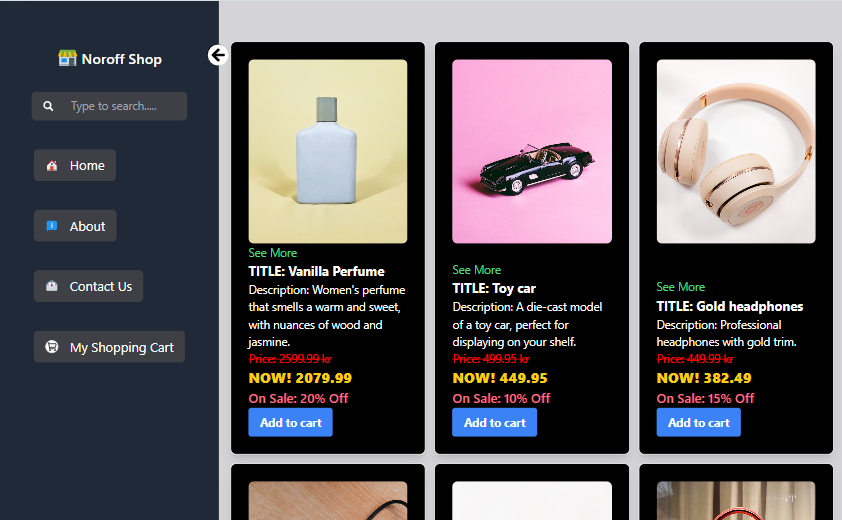 Noroff Shop
Type to search.....
Home
About
Contact Us
My Shopping Cart
See More
TITLE: Vanilla Perfume
Description: Women's perfume
that smells a warm and sweet,
with nuances of wood and
jasmine.
Price: 2599.99 kr
NOW! 2079.99
On Sale: 20% Off
Add to cart
See More
TITLE: Toy car
Description: A die-cast model
of a toy car, perfect for
displaying on your shelf.
Price: 499.95 kr
NOW! 449.95
On Sale: 10% Off
Add to cart
See More
TITLE: Gold headphones
Description: Professional
headphones with gold trim.
Price: 449.99 kr
NOW! 382.49
On Sale: 15% Off
Add to cart